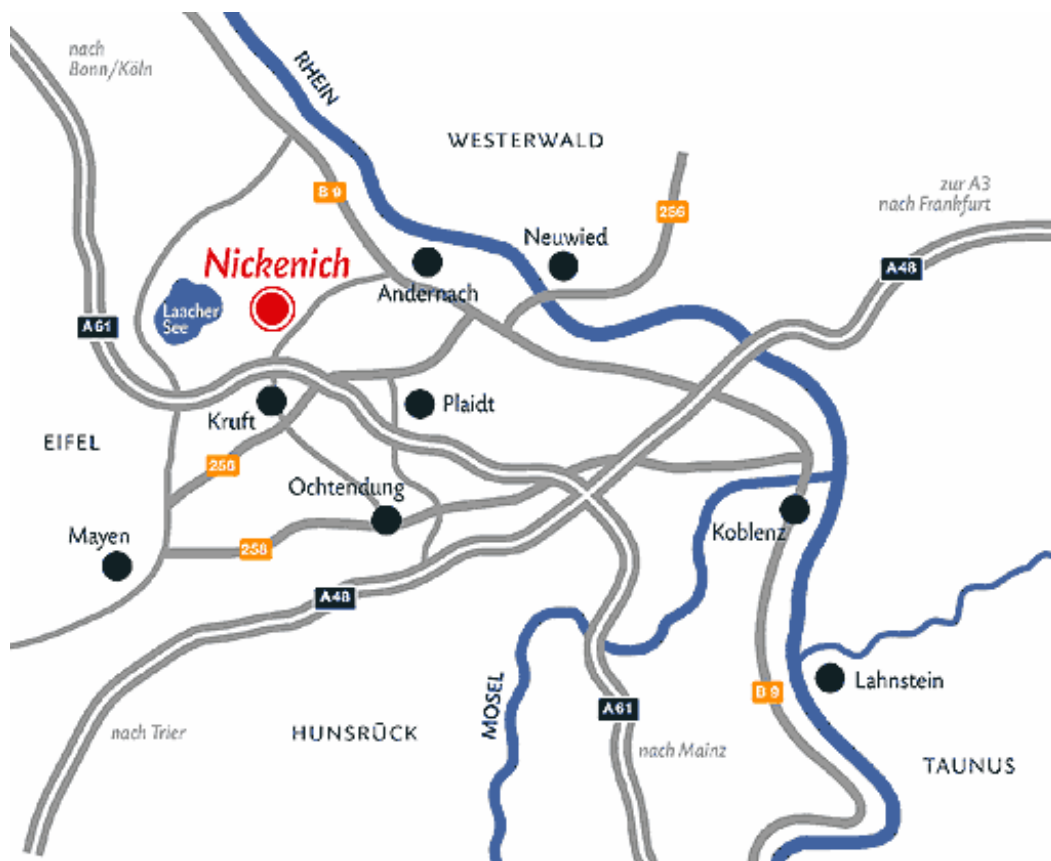 nach
Bonn/Köln
RHEIN
WESTERWALD
B 9
256
zur A3
nach Frankfurt
Neuwied
Nickenich
A48
Andernach
Laacher
See
A61
Kruft
Plaidt
EIFEL
256
Ochtendung
Koblenz
Mayen
258
A48
Lahnstein
MOSEL
B 9
A61
nach Trier
HUNSRÜCK
nach Mainz
TAUNUS